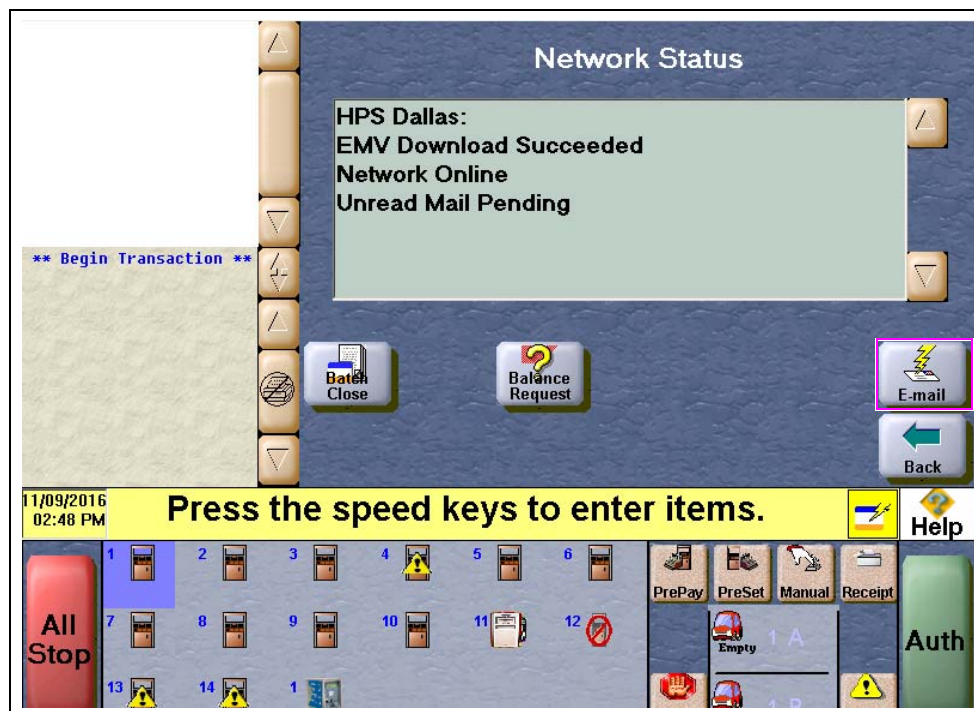 Network Status
HPS Dallas:
EMV Download Succeeded
Network Online
Unread Mail Pending
** Begin Transaction **
Batch
Close
Balance
Request
E-mail
Back
11/09/2016
02:48 PM
Press the speed keys to enter items.
Help
All
Stop
1
2
3
4
5
6
7
8
9
10
11
12
13
14
1
PrePay
PreSet
Manual
Receipt
Empty
1 A
1 B
Auth